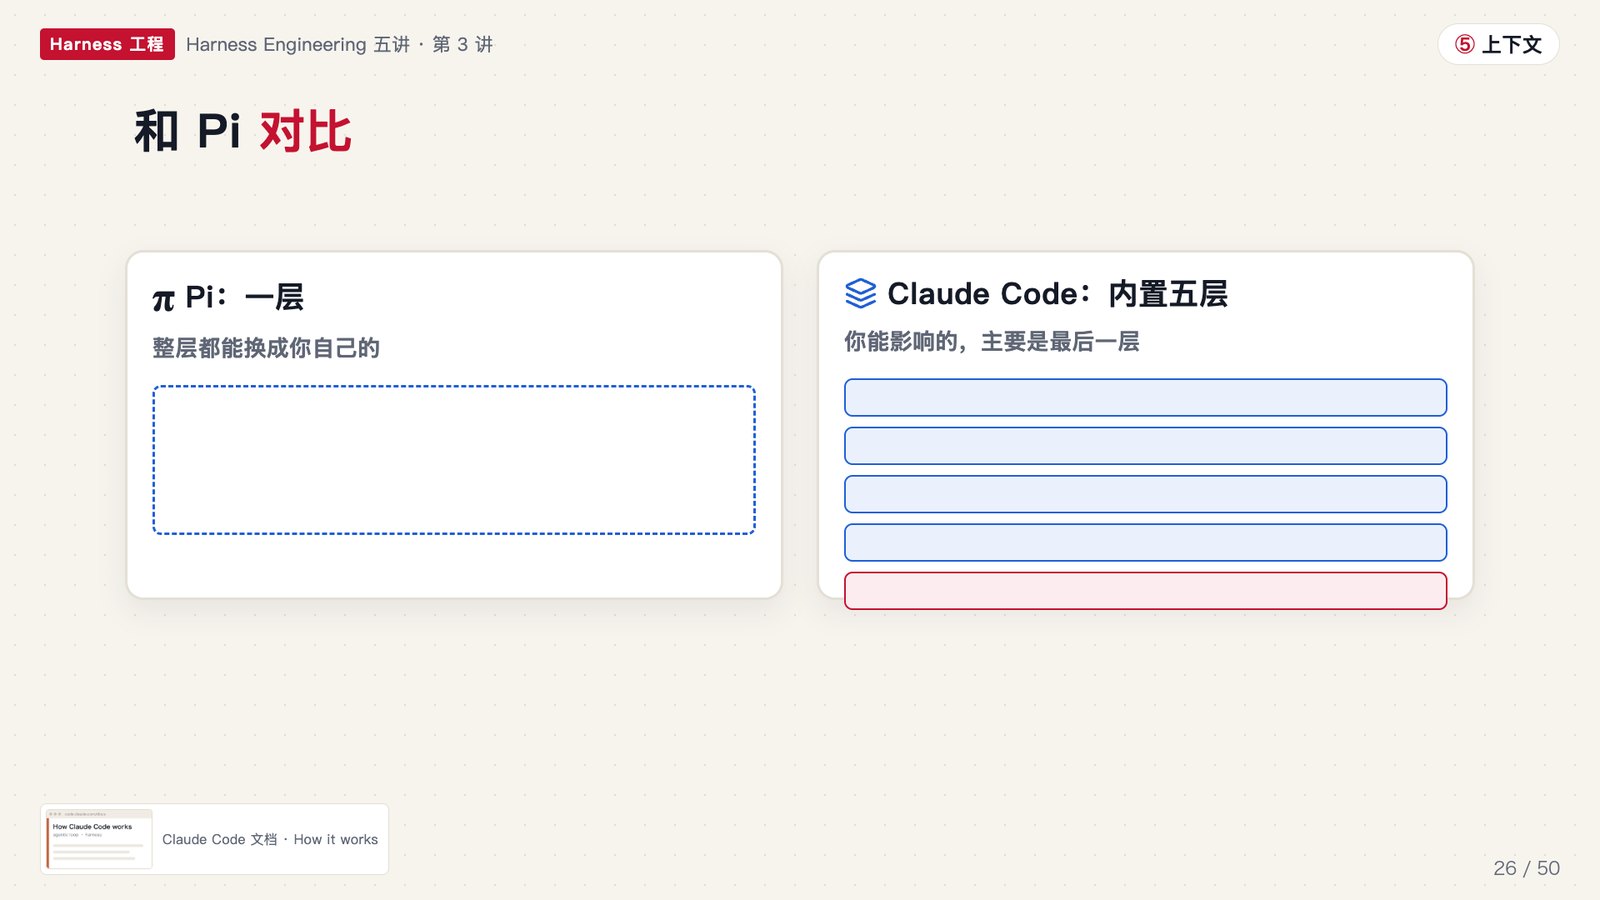 Harness 工程 Harness Engineering 五讲 · 第 3 讲
⑤ 上下文
和 Pi 对比
π Pi：一层
整层都能换成你自己的
Claude Code：内置五层
你能影响的，主要是最后一层
How Claude Code works
Claude Code 文档 · How it works
26 / 50